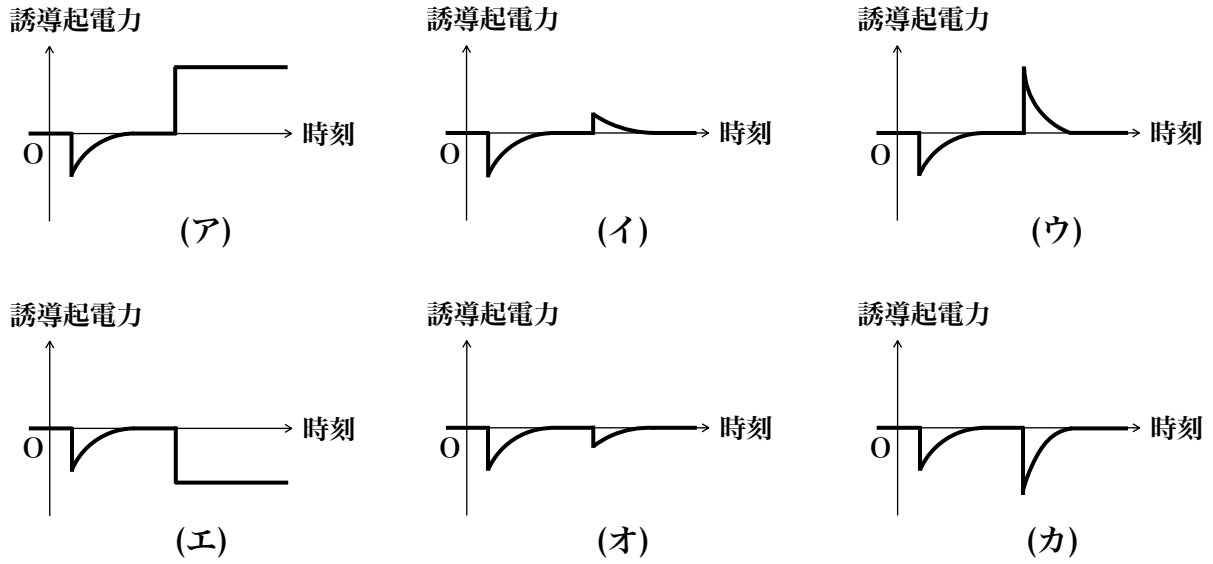 誘導起電力
時刻
O
(ア)
誘導起電力
時刻
O
(イ)
誘導起電力
時刻
O
(ウ)
誘導起電力
時刻
O
(エ)
誘導起電力
時刻
O
(オ)
誘導起電力
時刻
O
(カ)